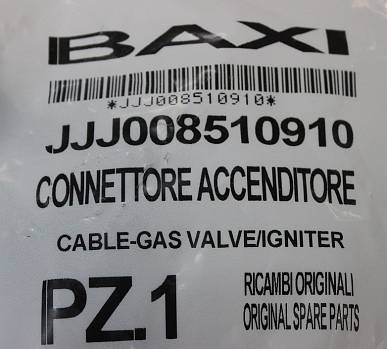 BAXI
*JJJ008510910*
JJJ008510910
CONNETTORE ACCENDITORE
CABLE-GAS VALVE/IGNITER
PZ.1
RICAMBI ORIGINALI
ORIGINAL SPARE PARTS